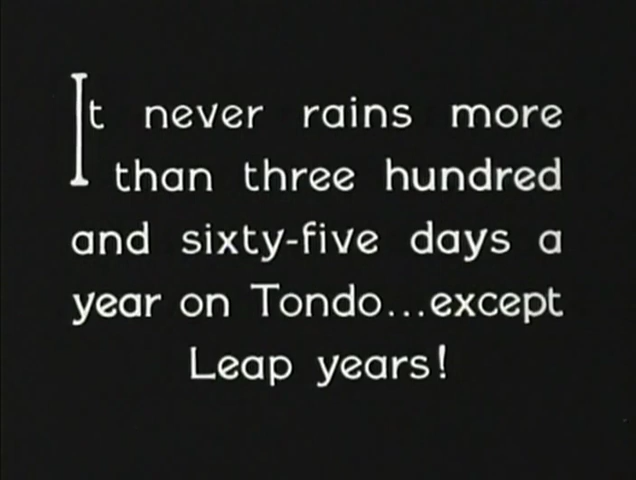 It never rains more
than three hundred
and sixty-five days a
year on Tondo...except
Leap years!